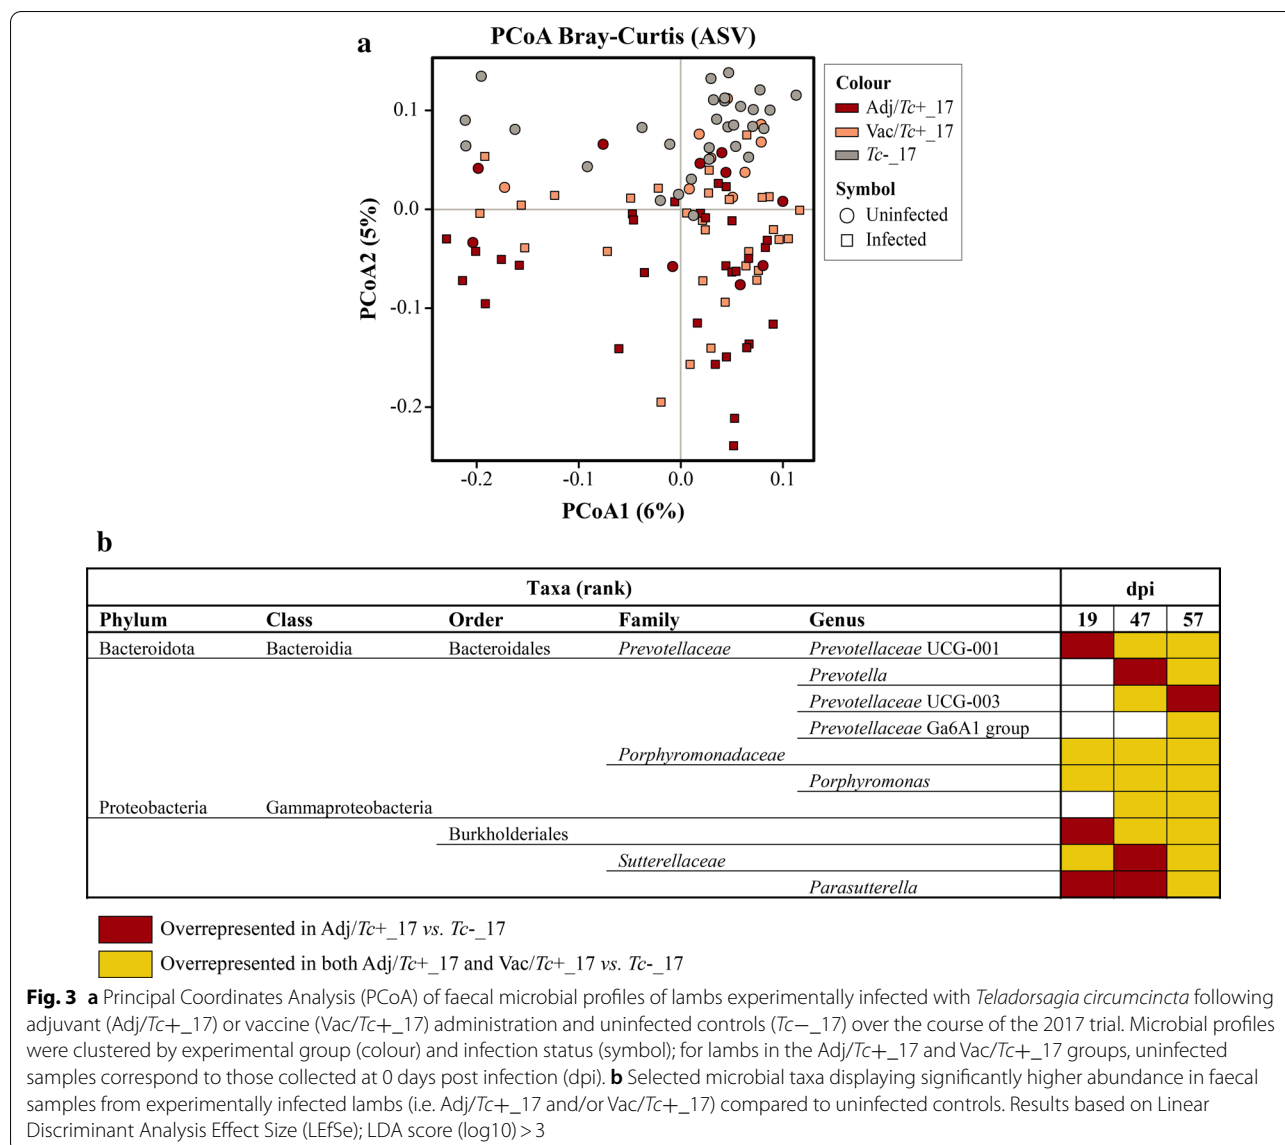 a
PCoA Bray-Curtis (ASV)
Colour
Adj/Tc+_17
Vac/Tc+_17
Tc-_17
Symbol
Uninfected
Infected
0.1
0.0
-0.1
-0.2
PCoA2 (5%)
-0.2 -0.1 0.0 0.1
PCoA1 (6%)
b
Taxa (rank) dpi
Phylum Class Order Family Genus 19 47 57
Bacteroidota Bacteroidia Bacteroidales Prevotellaceae Prevotellaceae UCG-001
Prevotella
Prevotellaceae UCG-003
Prevotellaceae Ga6A1 group
Porphyromonadaceae
Porphyromonas
Proteobacteria Gammaproteobacteria
Burkholderiales
Sutterellaceae
Parasutterella
Overrepresented in Adj/Tc+_17 vs. Tc-_17
Overrepresented in both Adj/Tc+_17 and Vac/Tc+_17 vs. Tc-_17
Fig. 3 a Principal Coordinates Analysis (PCoA) of faecal microbial profiles of lambs experimentally infected with Teladorsagia circumcincta following
adjuvant (Adj/Tc+_17) or vaccine (Vac/Tc+_17) administration and uninfected controls (Tc−_17) over the course of the 2017 trial. Microbial profiles
were clustered by experimental group (colour) and infection status (symbol); for lambs in the Adj/Tc+_17 and Vac/Tc+_17 groups, uninfected
samples correspond to those collected at 0 days post infection (dpi). b Selected microbial taxa displaying significantly higher abundance in faecal
samples from experimentally infected lambs (i.e. Adj/Tc+_17 and/or Vac/Tc+_17) compared to uninfected controls. Results based on Linear
Discriminant Analysis Effect Size (LEfSe); LDA score (log10) > 3